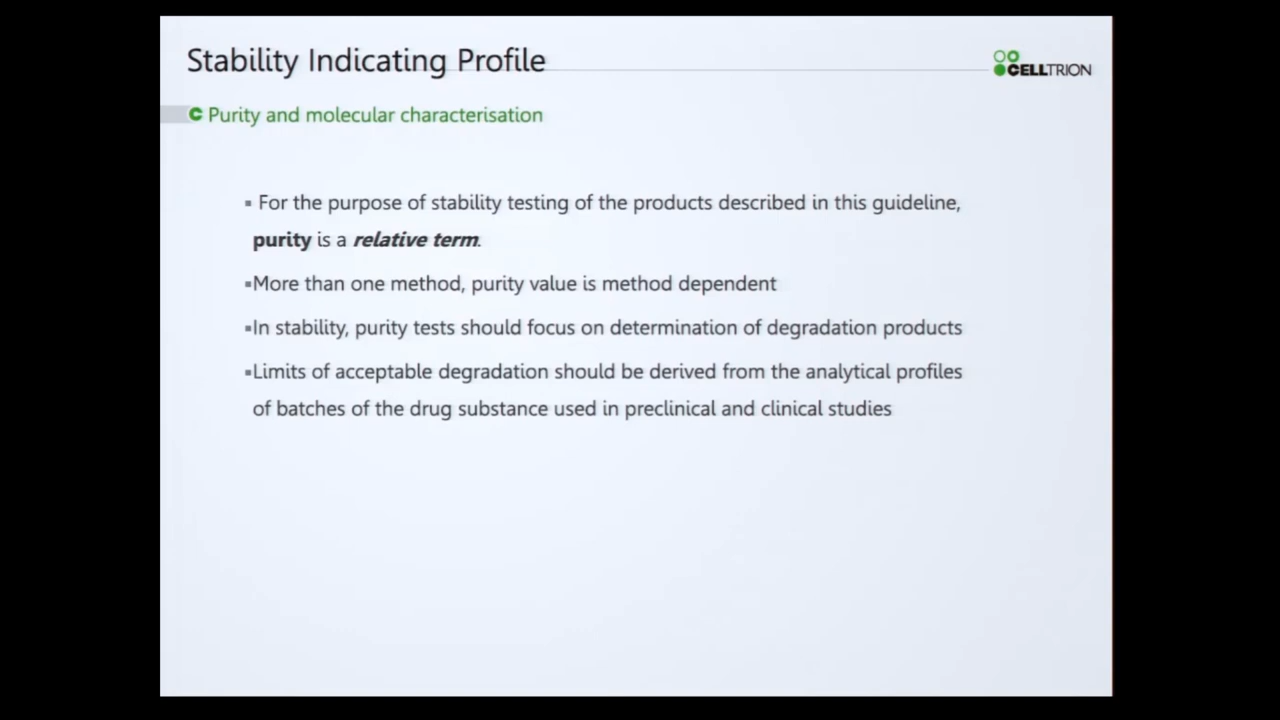 Stability Indicating Profile
CELLTRION
Purity and molecular characterisation
▪ For the purpose of stability testing of the products described in this guideline,
purity is a relative term.
▪More than one method, purity value is method dependent
▪In stability, purity tests should focus on determination of degradation products
▪Limits of acceptable degradation should be derived from the analytical profiles
of batches of the drug substance used in preclinical and clinical studies